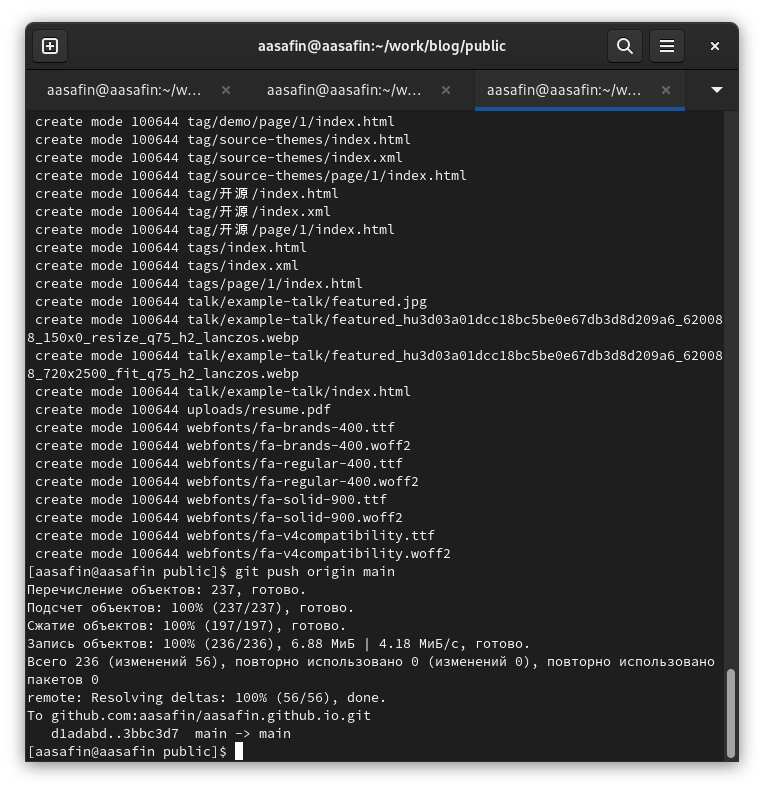 aasafin@aasafin:~/work/blog/public
aasafin@aasafin:~/w... aasafin@aasafin:~/w... aasafin@aasafin:~/w...
create mode 100644 tag/demo/page/1/index.html
create mode 100644 tag/source-themes/index.html
create mode 100644 tag/source-themes/index.xml
create mode 100644 tag/source-themes/page/1/index.html
create mode 100644 tag/开源/index.html
create mode 100644 tag/开源/index.xml
create mode 100644 tag/开源/page/1/index.html
create mode 100644 tags/index.html
create mode 100644 tags/index.xml
create mode 100644 tags/page/1/index.html
create mode 100644 talk/example-talk/featured.jpg
create mode 100644 talk/example-talk/featured_hu3d03a01dcc18bc5be0e67db3d8d209a6_62008
8_150x0_resize_q75_h2_lanczos.webp
create mode 100644 talk/example-talk/featured_hu3d03a01dcc18bc5be0e67db3d8d209a6_62008
8_720x2500_fit_q75_h2_lanczos.webp
create mode 100644 talk/example-talk/index.html
create mode 100644 uploads/resume.pdf
create mode 100644 webfonts/fa-brands-400.ttf
create mode 100644 webfonts/fa-brands-400.woff2
create mode 100644 webfonts/fa-regular-400.ttf
create mode 100644 webfonts/fa-regular-400.woff2
create mode 100644 webfonts/fa-solid-900.ttf
create mode 100644 webfonts/fa-solid-900.woff2
create mode 100644 webfonts/fa-v4compatibility.ttf
create mode 100644 webfonts/fa-v4compatibility.woff2
[aasafin@aasafin public]$ git push origin main
Перечисление объектов: 237, готово.
Подсчет объектов: 100% (237/237), готово.
Сжатие объектов: 100% (197/197), готово.
Запись объектов: 100% (236/236), 6.88 МиБ | 4.18 МиБ/с, готово.
Всего 236 (изменений 56), повторно использовано 0 (изменений 0), повторно использовано
пакетов 0
remote: Resolving deltas: 100% (56/56), done.
To github.com:aasafin/aasafin.github.io.git
d1adabd..3bbc3d7 main -> main
[aasafin@aasafin public]$